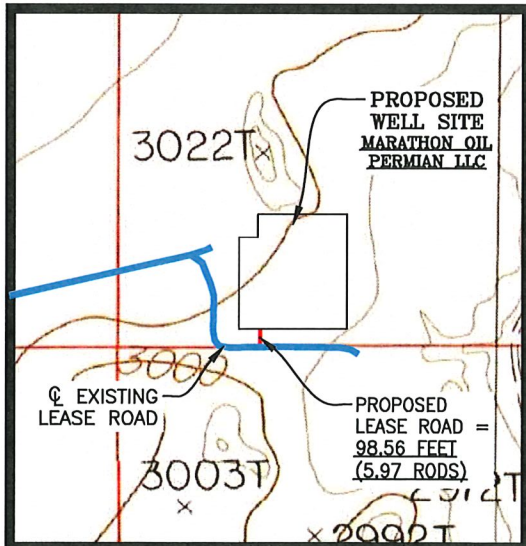 PROPOSED
WELL SITE
MARATHON OIL
PERMIAN LLC
3022T
3000
℄ EXISTING
LEASE ROAD
PROPOSED
LEASE ROAD =
98.56 FEET
(5.97 RODS)
3003T
2992T